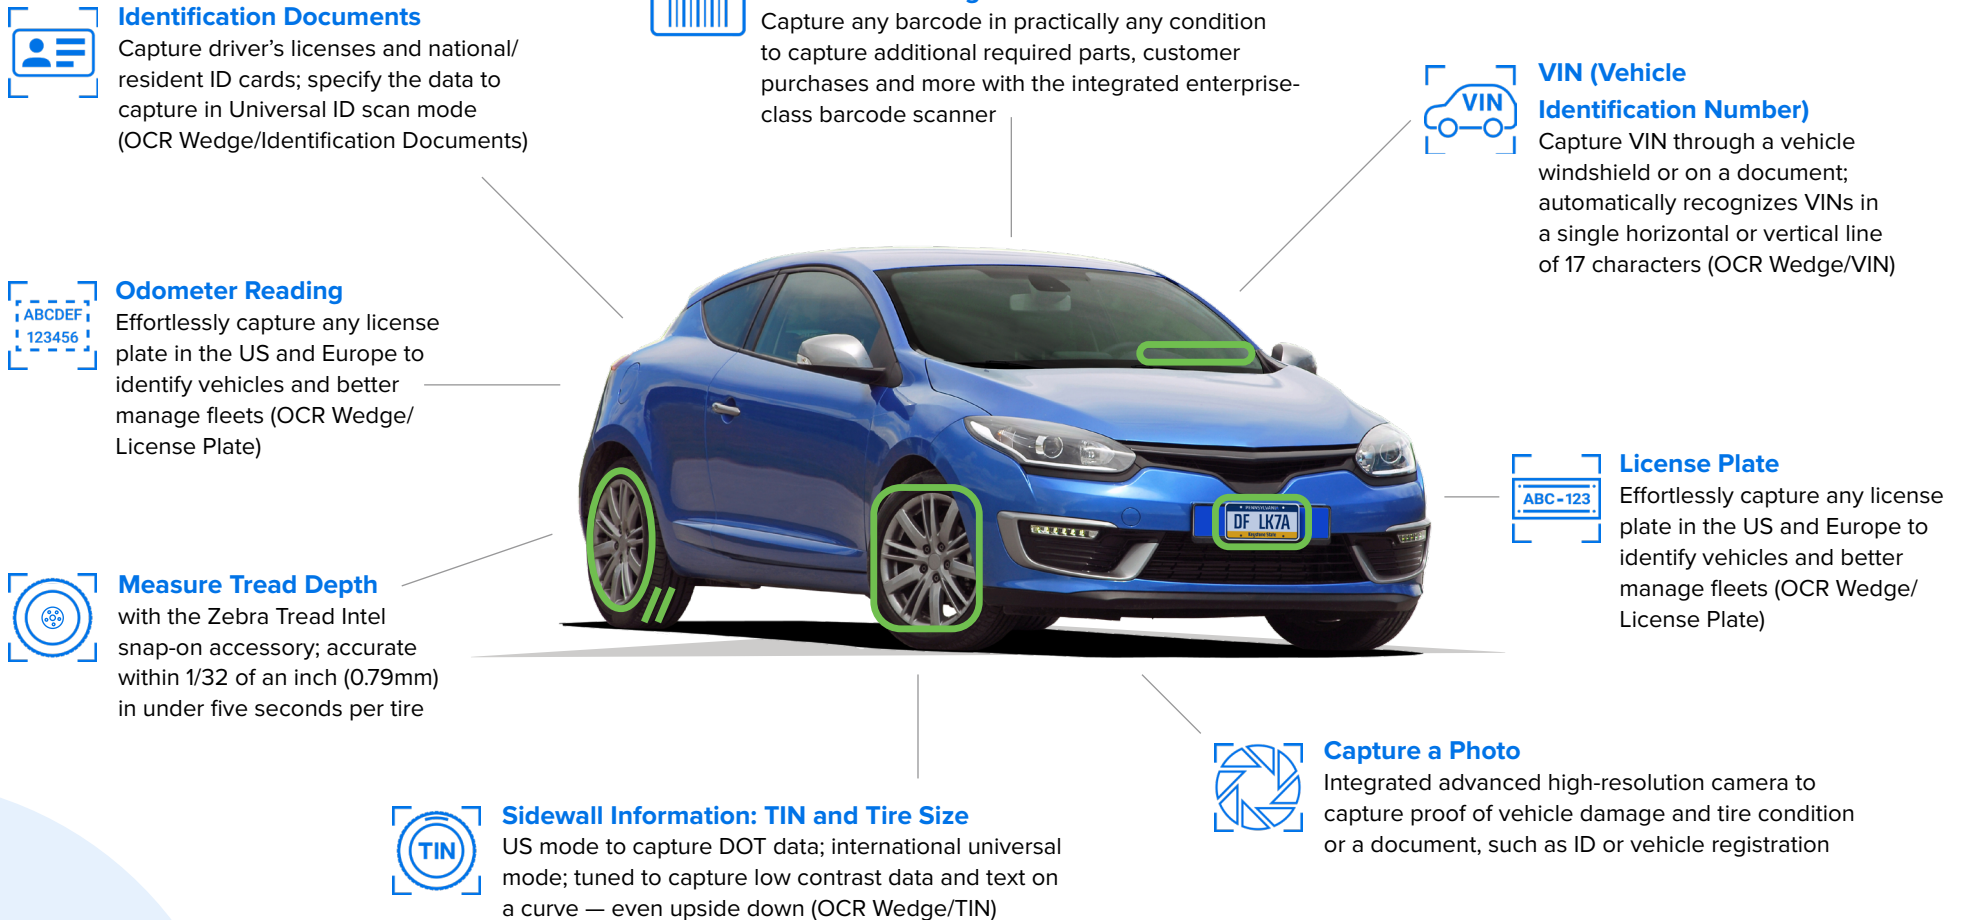 Identification Documents
Capture driver's licenses and national/
resident ID cards; specify the data to
capture in Universal ID scan mode
(OCR Wedge/Identification Documents)
Capture any barcode in practically any condition
to capture additional required parts, customer
purchases and more with the integrated enterprise-
class barcode scanner
VIN
VIN (Vehicle
Identification Number)
Capture VIN through a vehicle
windshield or on a document;
automatically recognizes VINs in
a single horizontal or vertical line
of 17 characters (OCR Wedge/VIN)
ABCDEF
123456
Odometer Reading
Effortlessly capture any license
plate in the US and Europe to
identify vehicles and better
manage fleets (OCR Wedge/
License Plate)
PENNSYLVANIA
DF LK7A
Keystone State
ABC-123
License Plate
Effortlessly capture any license
plate in the US and Europe to
identify vehicles and better
manage fleets (OCR Wedge/
License Plate)
Measure Tread Depth
with the Zebra Tread Intel
snap-on accessory; accurate
within 1/32 of an inch (0.79mm)
in under five seconds per tire
Capture a Photo
Integrated advanced high-resolution camera to
capture proof of vehicle damage and tire condition
or a document, such as ID or vehicle registration
TIN
Sidewall Information: TIN and Tire Size
US mode to capture DOT data; international universal
mode; tuned to capture low contrast data and text on
a curve — even upside down (OCR Wedge/TIN)